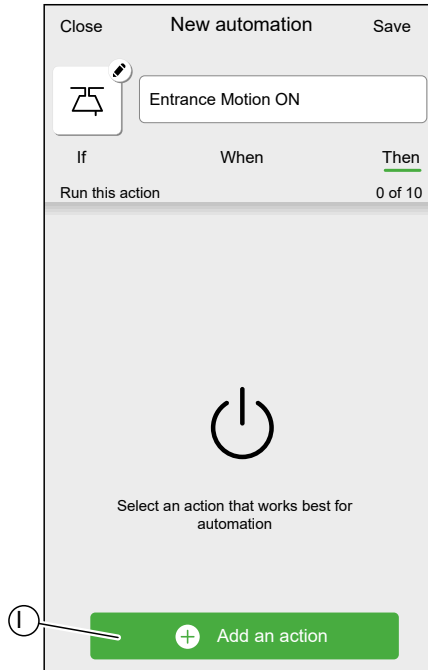 Close New automation Save
Entrance Motion ON
If When Then
Run this action 0 of 10
Select an action that works best for
automation
I Add an action